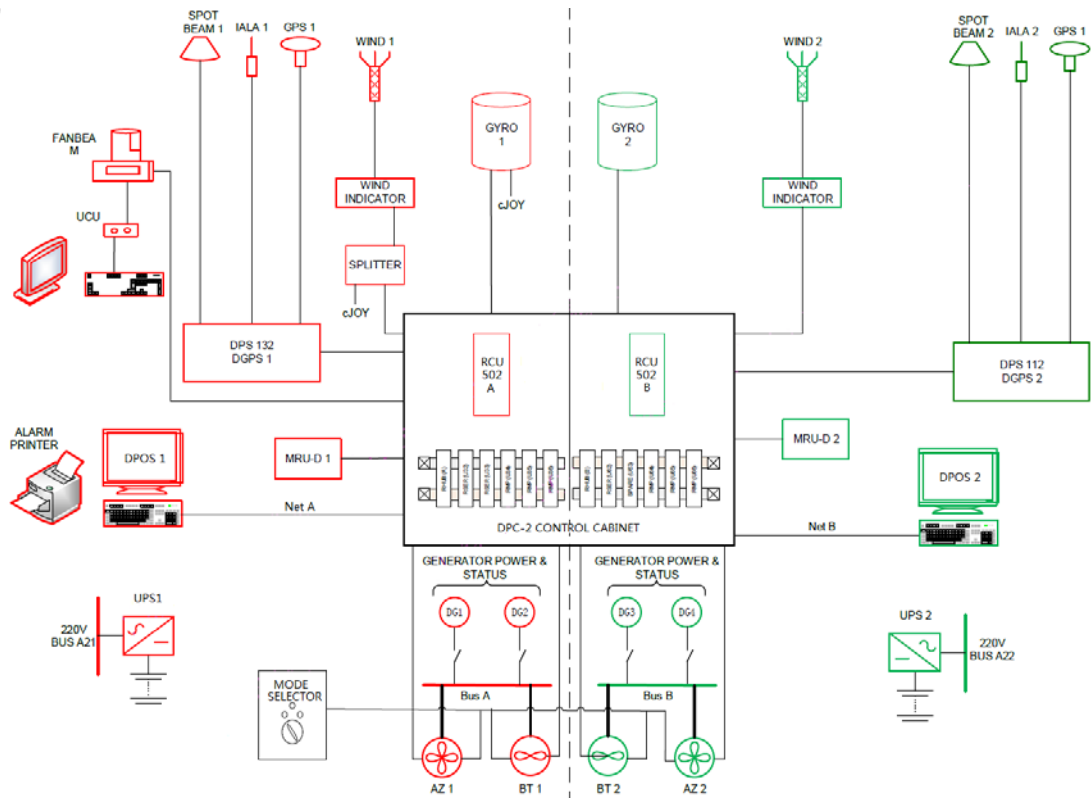 SPOT
BEAM 1
IALA 1
GPS 1
WIND 1
WIND 2
SPOT
BEAM 2
IALA 2
GPS 1
FANBEA
M
GYRO
1
GYRO
2
WIND
INDICATOR
WIND
INDICATOR
cJOY
UCU
SPLITTER
cJOY
DPS 132
DGPS 1
RCU
502
A
RCU
502
B
DPS 112
DGPS 2
ALARM
PRINTER
DPOS 1
MRU-D 1
MRU-D 2
DPOS 2
Net A
Net B
DPC-2 CONTROL CABINET
GENERATOR POWER &
STATUS
GENERATOR POWER &
STATUS
DG1
DG2
DG3
DG4
UPS1
220V
BUS A21
UPS 2
220V
BUS A22
MODE
SELECTOR
Bus A
Bus B
AZ 1
BT 1
BT 2
AZ 2